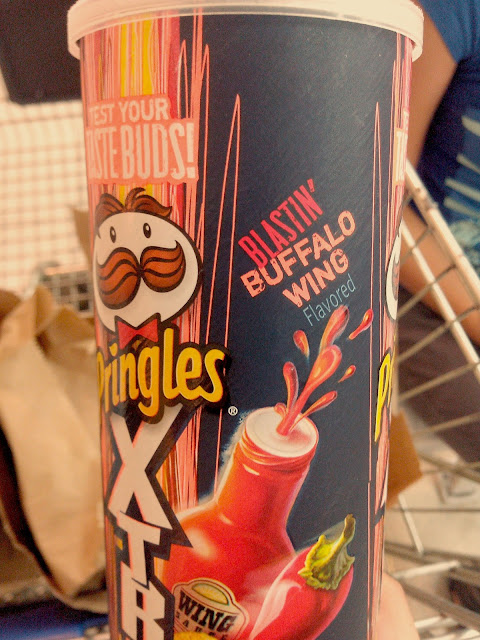 TEST YOUR
TASTE BUDS!
BLASTIN'
BUFFALO
WING
Flavored
Pringles®
XTR
WING